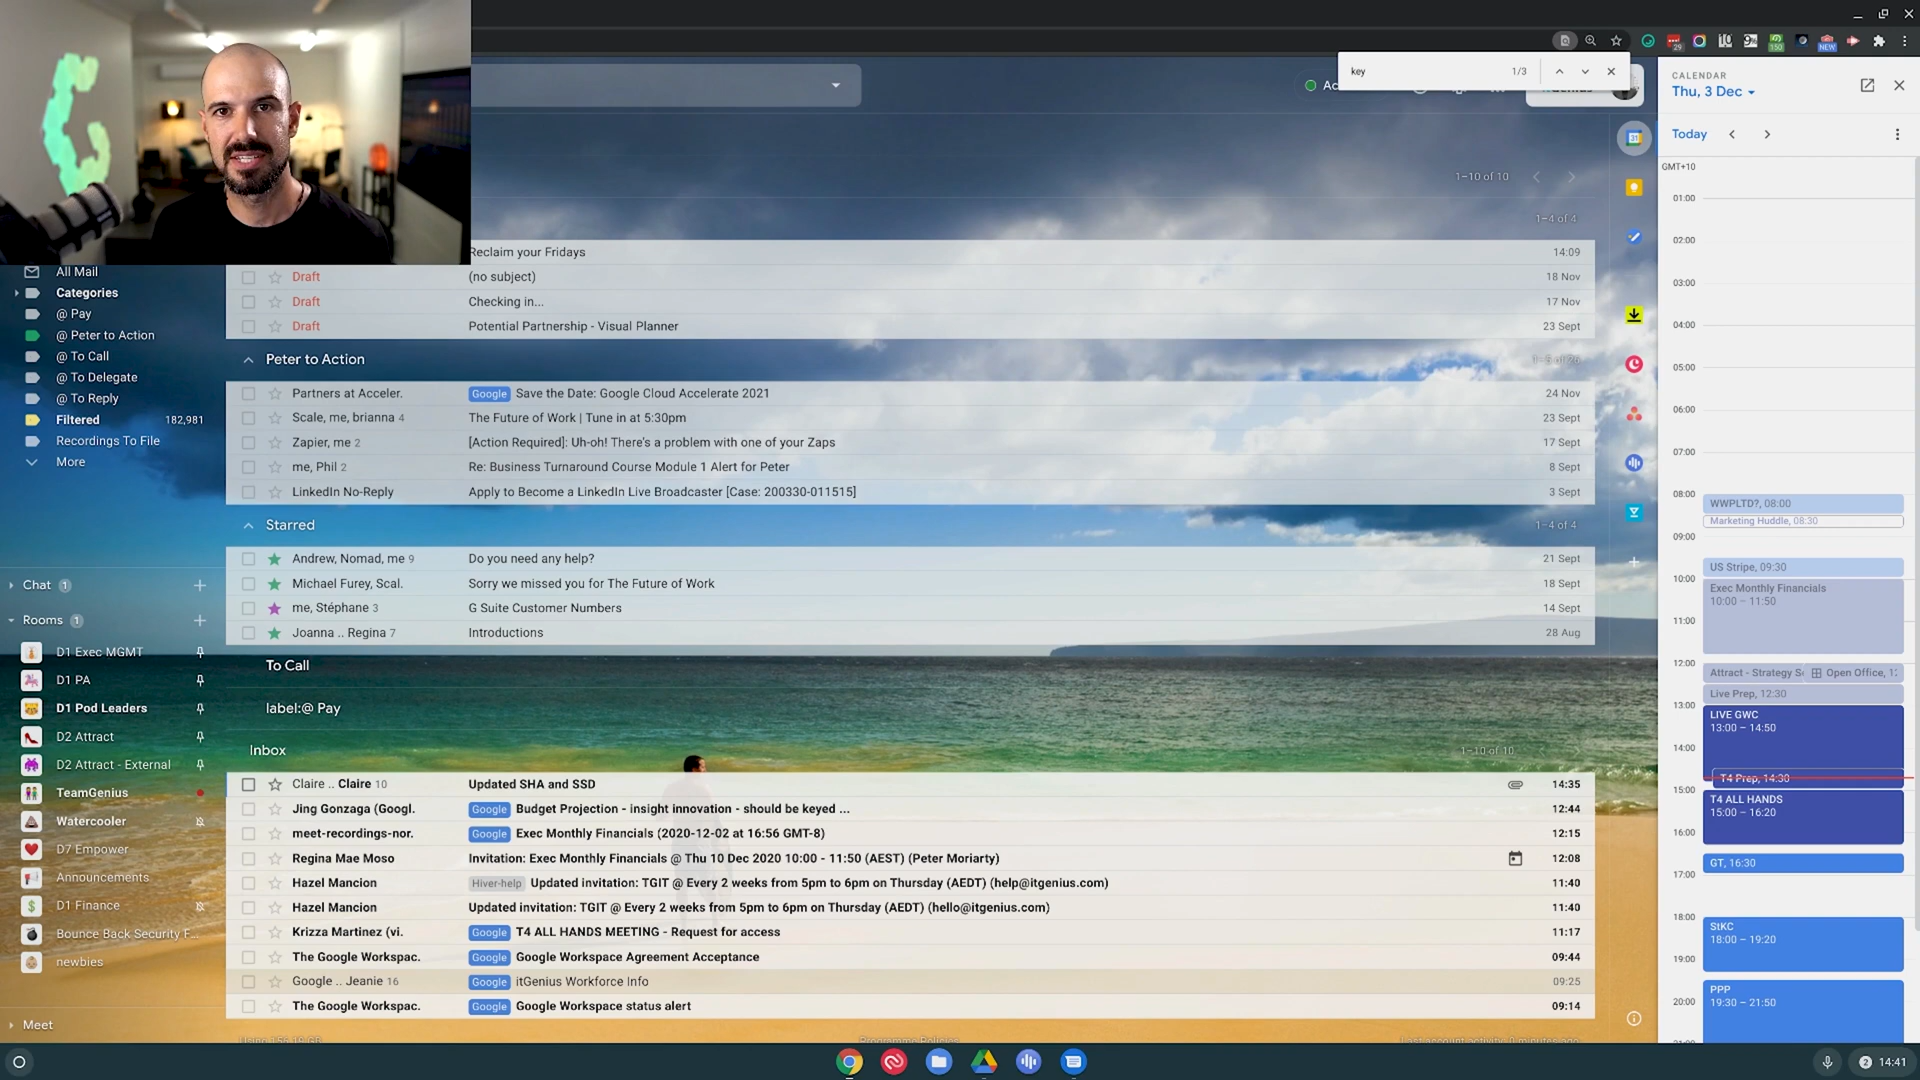 key
1/3
29
10
150
NEW
Ac
1–10 of 10
1–4 of 4
Reclaim your Fridays 14:09
Draft (no subject) 18 Nov
Draft Checking in... 17 Nov
Draft Potential Partnership - Visual Planner 23 Sept
All Mail
Categories
@ Pay
@ Peter to Action
@ To Call
@ To Delegate
@ To Reply
Filtered 182,981
Recordings To File
More
Peter to Action
Partners at Acceler. Google Save the Date: Google Cloud Accelerate 2021 24 Nov
Scale, me, brianna 4 The Future of Work | Tune in at 5:30pm 23 Sept
Zapier, me 2 [Action Required]: Uh-oh! There's a problem with one of your Zaps 17 Sept
me, Phil 2 Re: Business Turnaround Course Module 1 Alert for Peter 8 Sept
LinkedIn No-Reply Apply to Become a LinkedIn Live Broadcaster [Case: 200330-011515] 3 Sept
Starred 1–4 of 4
Andrew, Nomad, me 9 Do you need any help? 21 Sept
Michael Furey, Scal. Sorry we missed you for The Future of Work 18 Sept
me, Stéphane 3 G Suite Customer Numbers 14 Sept
Joanna .. Regina 7 Introductions 28 Aug
To Call
label:@ Pay
Inbox 1–10 of 10
Claire .. Claire 10 Updated SHA and SSD 14:35
Jing Gonzaga (Googl. Google Budget Projection - insight innovation - should be keyed ... 12:44
meet-recordings-nor. Google Exec Monthly Financials (2020-12-02 at 16:56 GMT-8) 12:15
Regina Mae Moso Invitation: Exec Monthly Financials @ Thu 10 Dec 2020 10:00 - 11:50 (AEST) (Peter Moriarty) 12:08
Hazel Mancion Hiver-help Updated invitation: TGIT @ Every 2 weeks from 5pm to 6pm on Thursday (AEDT) (help@itgenius.com) 11:40
Hazel Mancion Updated invitation: TGIT @ Every 2 weeks from 5pm to 6pm on Thursday (AEDT) (hello@itgenius.com) 11:40
Krizza Martinez (vi. Google T4 ALL HANDS MEETING - Request for access 11:17
The Google Workspac. Google Google Workspace Agreement Acceptance 09:44
Google .. Jeanie 16 Google itGenius Workforce Info 09:25
The Google Workspac. Google Google Workspace status alert 09:14
Chat 1
Rooms 1
D1 Exec MGMT
D1 PA
D1 Pod Leaders
D2 Attract
D2 Attract - External
TeamGenius
Watercooler
D7 Empower
Announcements
D1 Finance
Bounce Back Security F...
newbies
Meet
CALENDAR
Thu, 3 Dec
Today
GMT+10
01:00
02:00
03:00
04:00
05:00
06:00
07:00
08:00
WWPLTD?, 08:00
Marketing Huddle, 08:30
09:00
US Stripe, 09:30
10:00
Exec Monthly Financials
10:00 – 11:50
11:00
12:00
Attract - Strategy Se Open Office, 1
Live Prep, 12:30
13:00
LIVE GWC
13:00 – 14:50
14:00
T4 Prep, 14:30
15:00
T4 ALL HANDS
15:00 – 16:20
16:00
GT, 16:30
17:00
18:00
StKC
18:00 – 19:20
19:00
PPP
19:30 – 21:50
20:00
2 14:41